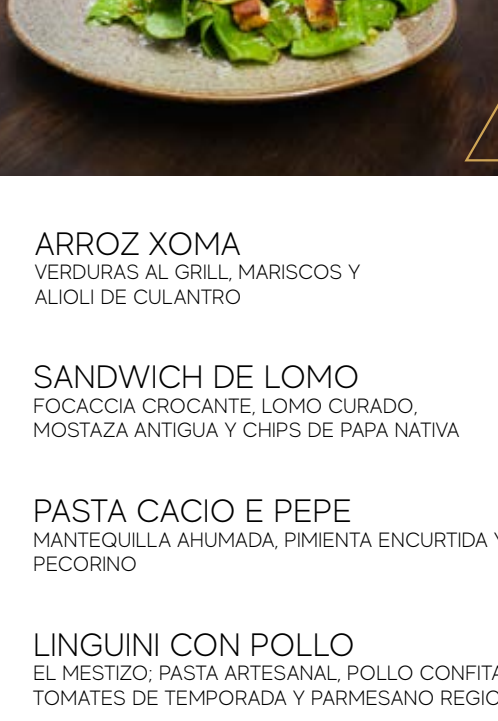 ARROZ XOMA
VERDURAS AL GRILL, MARISCOS Y
ALIOLI DE CULANTRO
SANDWICH DE LOMO
FOCACCIA CROCANTE, LOMO CURADO,
MOSTAZA ANTIGUA Y CHIPS DE PAPA NATIVA
PASTA CACIO E PEPE
MANTEQUILLA AHUMADA, PIMIENTA ENCURTIDA Y
PECORINO
LINGUINI CON POLLO
EL MESTIZO; PASTA ARTESANAL, POLLO
TOMATES DE TEMPORADA Y PARMESANO